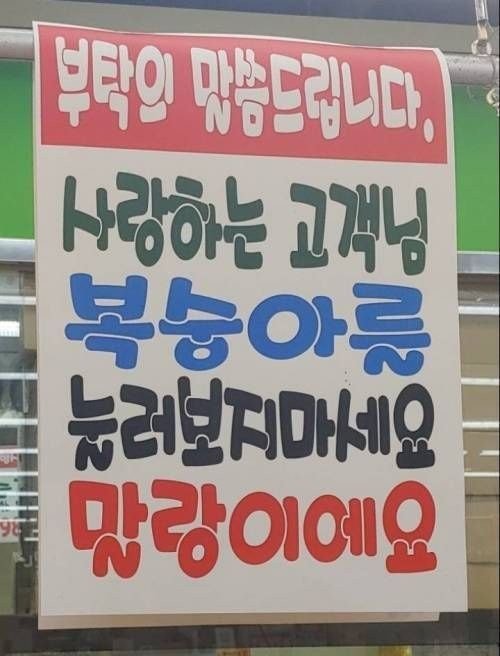 부탁의 말씀드립니다.
사랑하는 고객님
복숭아를
눌러보지마세요
말랑이에요